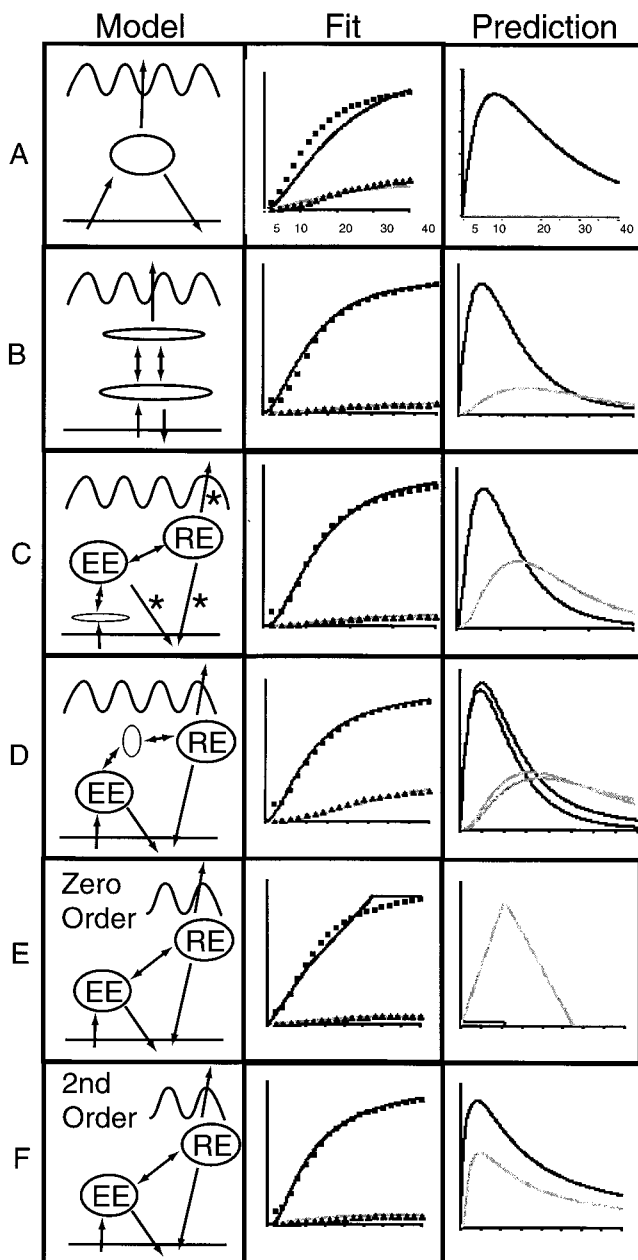 Model Fit Prediction
A
5 10 20 30 40
5 10 20 30 40
B
C
*
RE
EE
* *
D
RE
EE
E
Zero
Order
RE
EE
F
2nd
Order
RE
EE